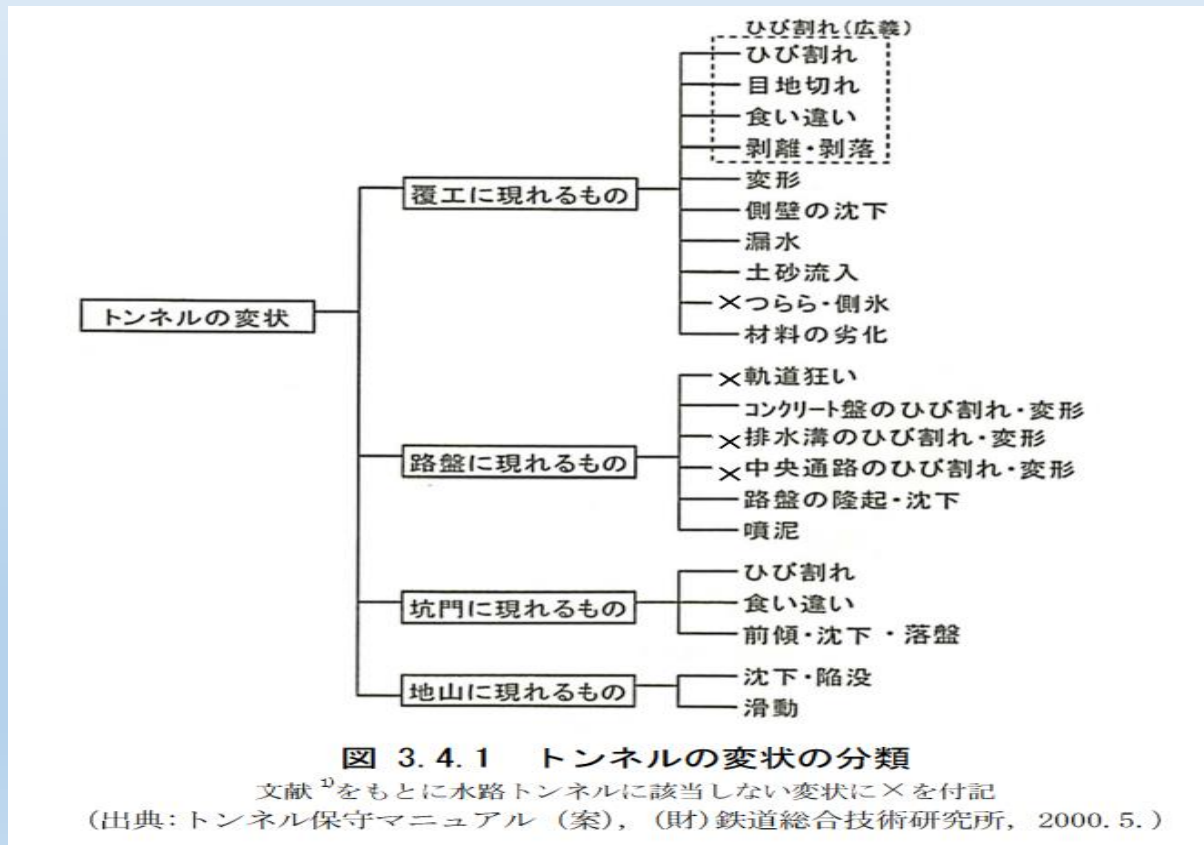 ひび割れ(広義)
ひび割れ
目地切れ
食い違い
剥離・剥落
覆工に現れるもの
変形
側壁の沈下
漏水
土砂流入
×つらら・側氷
材料の劣化
トンネルの変状
×軌道狂い
コンクリート盤のひび割れ・変形
×排水溝のひび割れ・変形
路盤に現れるもの
×中央通路のひび割れ・変形
路盤の隆起・沈下
噴泥
ひび割れ
坑門に現れるもの
食い違い
前傾・沈下・落盤
地山に現れるもの
沈下・陥没
滑動
図 3.4.1 トンネルの変状の分類
文献1)をもとに水路トンネルに該当しない変状に×を付記
(出典:トンネル保守マニュアル (案), (財)鉄道総合技術研究所, 2000.5.)